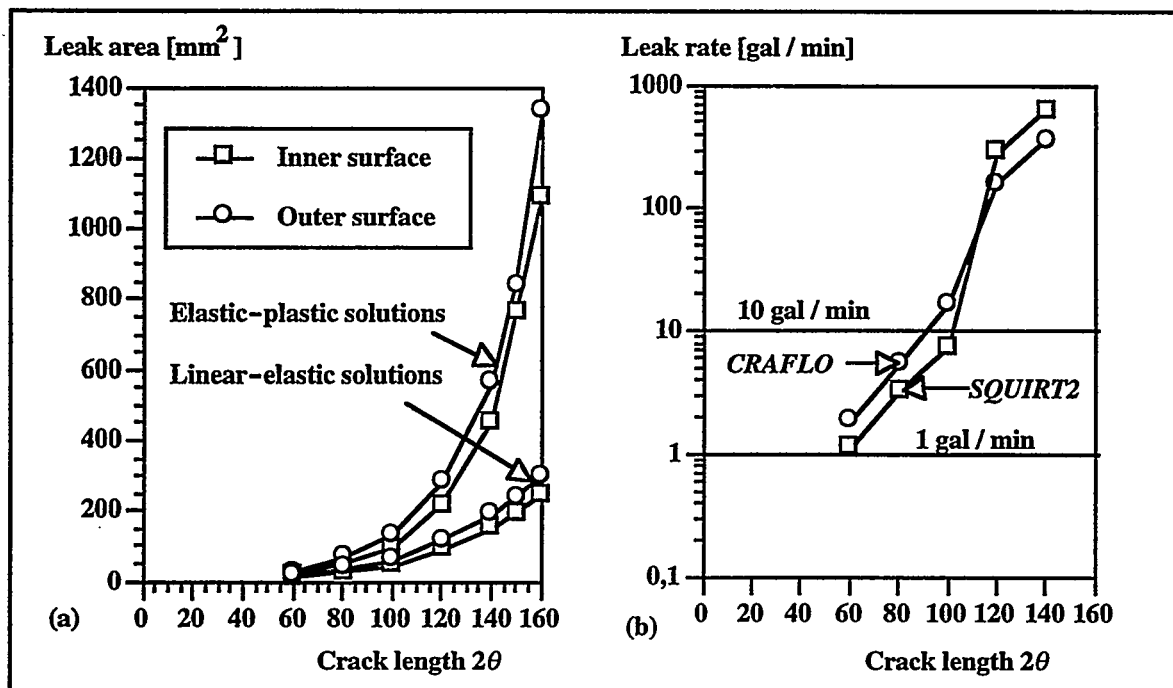 Leak area [mm2]
1400
1200
1000
800
600
400
200
0
Inner surface
Outer surface
Elastic-plastic solutions
Linear-elastic solutions
(a)
0 20 40 60 80 100 120 140 160
Crack length 2θ
Leak rate [gal / min]
1000
100
10
1
0,1
10 gal / min
CRAFLO
SQUIRT2
1 gal / min
(b)
0 20 40 60 80 100 120 140 160
Crack length 2θ